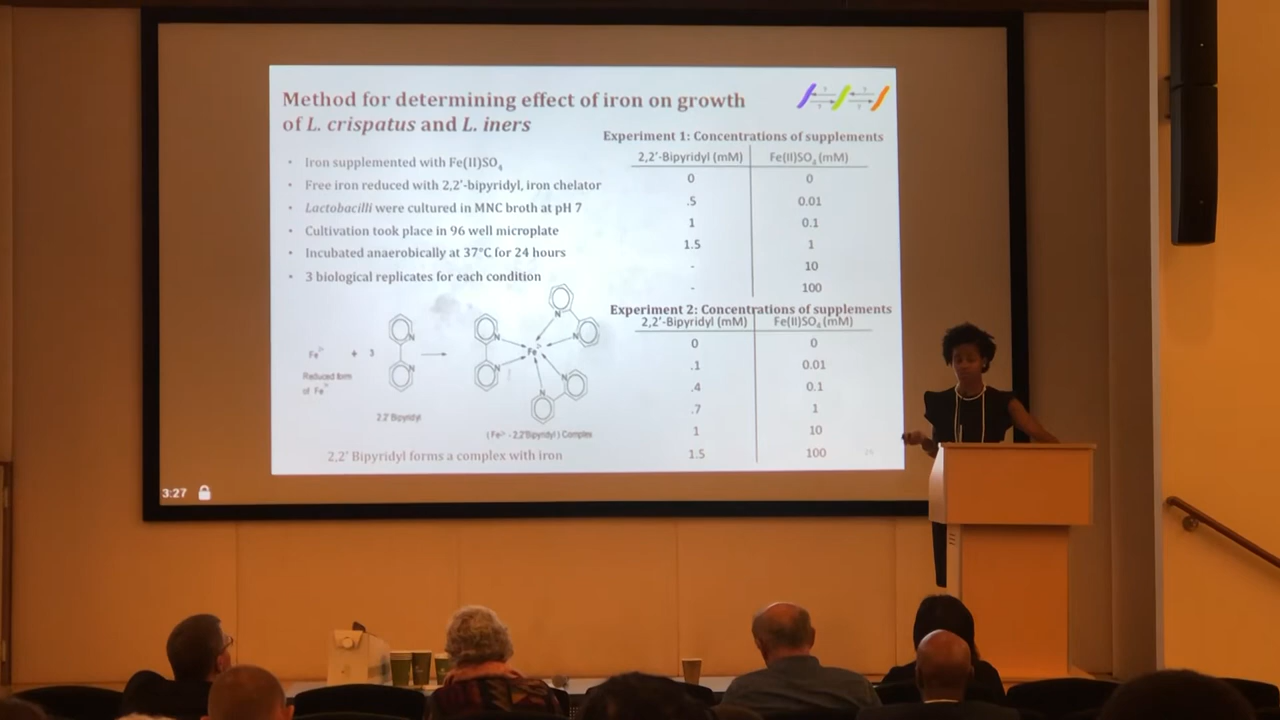 Method for determining effect of iron on growth
of L. crispatus and L. iners
• Iron supplemented with Fe(II)SO4
• Free iron reduced with 2,2'-bipyridyl, iron chelator
• Lactobacilli were cultured in MNC broth at pH 7
• Cultivation took place in 96 well microplate
• Incubated anaerobically at 37°C for 24 hours
• 3 biological replicates for each condition
Fe2+ + 3
Reduced form
of Fe
N
N
2,2' Bipyridyl
N
N
N
N
N
N
Fe2+
(Fe2+ - 2,2'Bipyridyl) Complex
2,2' Bipyridyl forms a complex with iron
Experiment 1: Concentrations of supplements
2,2'-Bipyridyl (mM) Fe(II)SO4 (mM)
0 0
.5 0.01
1 0.1
1.5 1
- 10
- 100
Experiment 2: Concentrations of supplements
2,2'-Bipyridyl (mM) Fe(II)SO4 (mM)
0 0
.1 0.01
.4 0.1
.7 1
1 10
1.5 100
3:27